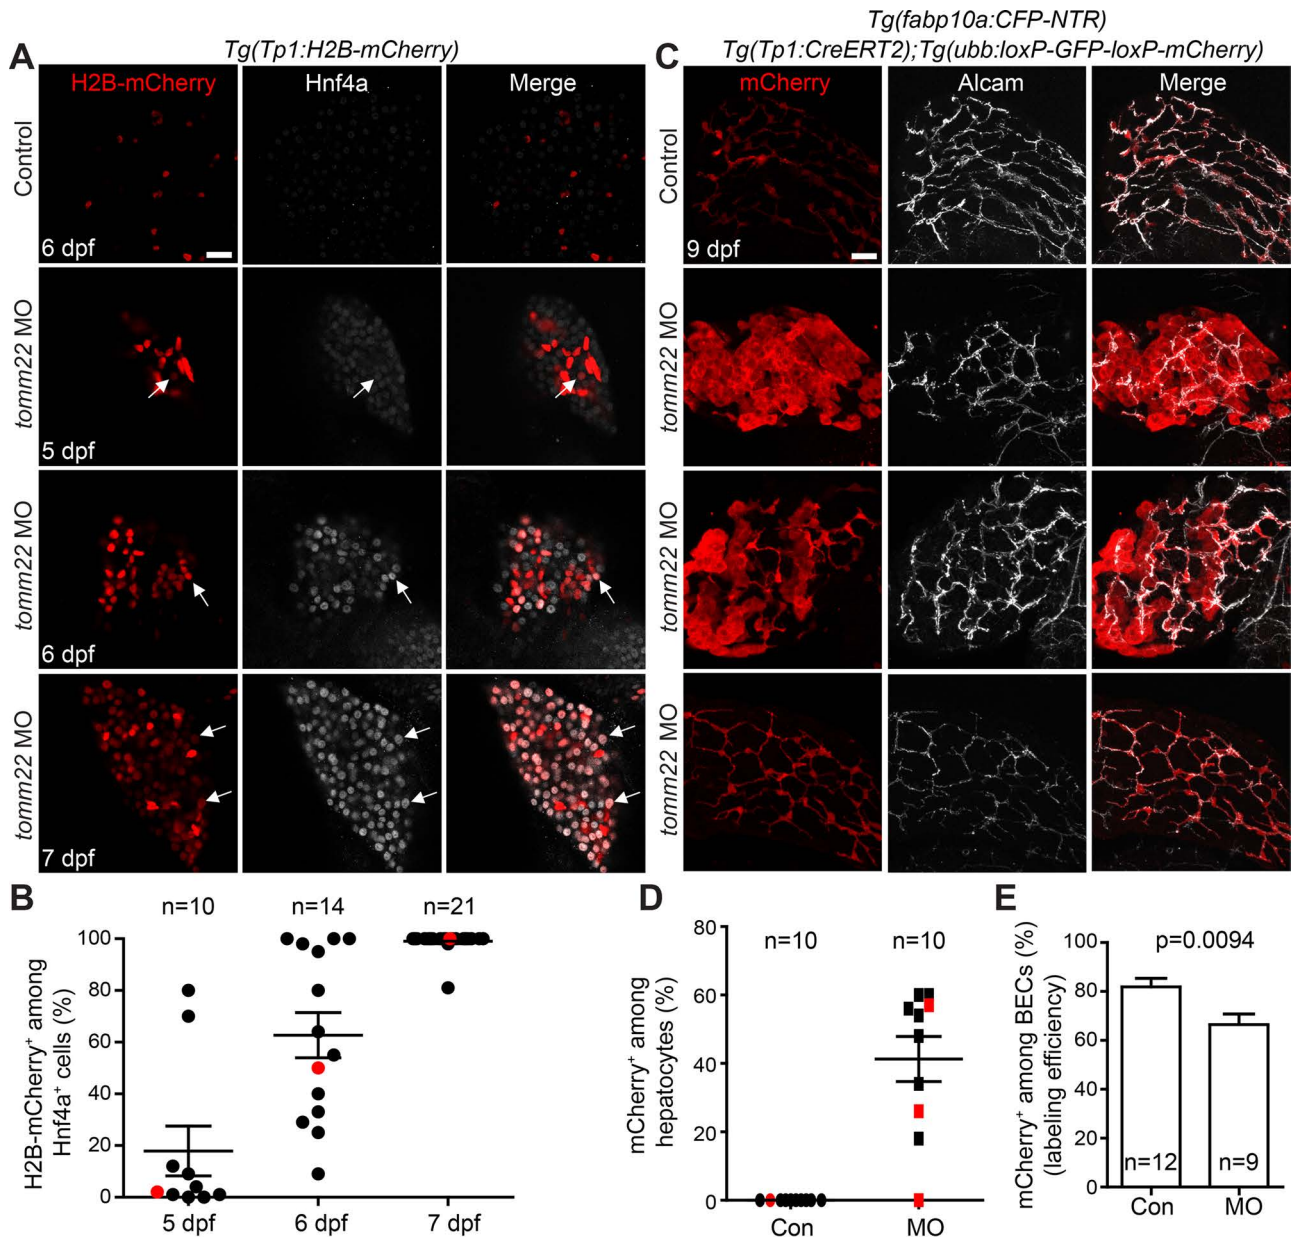 Tg(fabp10a:CFP-NTR)
A
Tg(Tp1:H2B-mCherry)
C
Tg(Tp1:CreERT2);Tg(ubb:loxP-GFP-loxP-mCherry)
H2B-mCherry
Hnf4a
Merge
mCherry
Alcam
Merge
Control
6 dpf
Control
9 dpf
tomm22 MO
5 dpf
tomm22 MO
tomm22 MO
6 dpf
tomm22 MO
tomm22 MO
7 dpf
tomm22 MO
B
n=10
n=14
n=21
H2B-mCherry+ among
Hnf4a+ cells (%)
100
80
60
40
20
0
5 dpf
6 dpf
7 dpf
D
n=10
n=10
mCherry+ among
hepatocytes (%)
80
60
40
20
0
Con
MO
E
p=0.0094
mCherry+ among BECs (%)
(labeling efficiency)
100
80
60
40
20
0
n=12
n=9
Con
MO